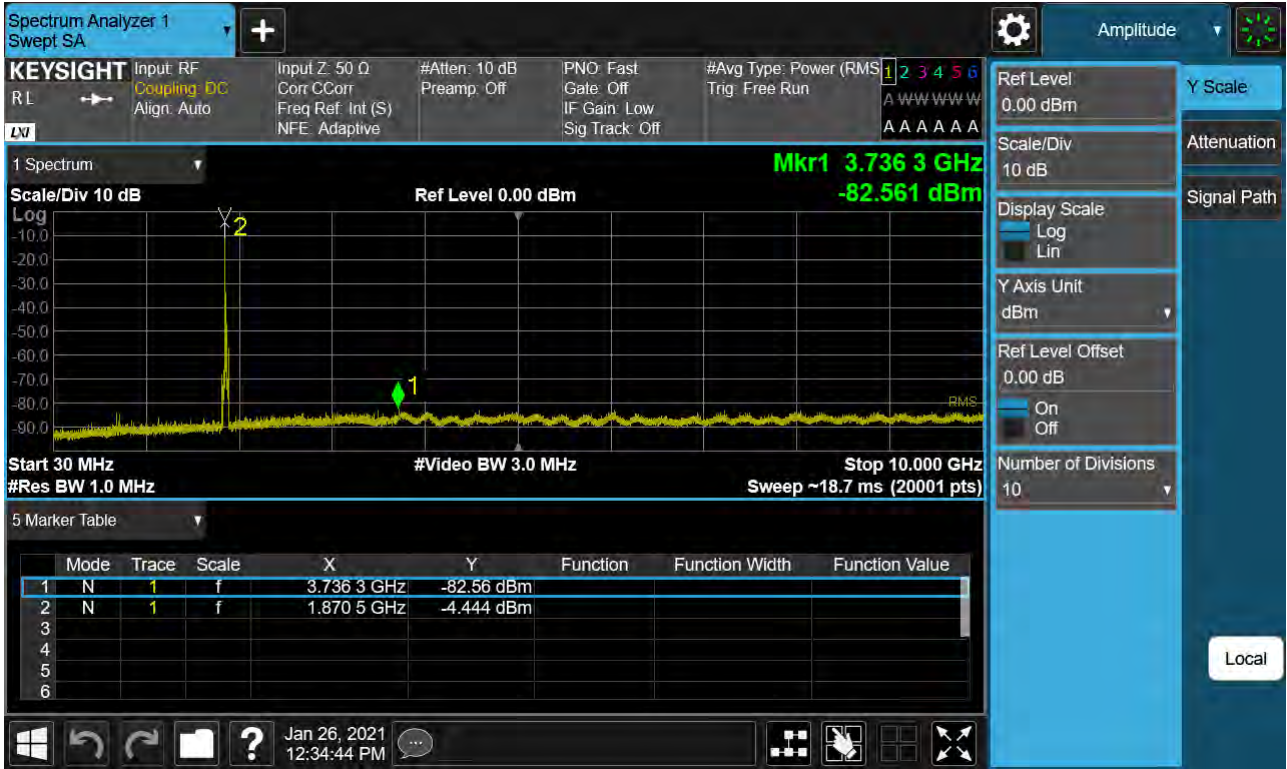 Spectrum Analyzer 1
Swept SA
Amplitude
KEYSIGHT
RL
LXI
Input: RF
Coupling: DC
Align: Auto
Input Z: 50 Ω
Corr CCorr
Freq Ref: Int (S)
NFE: Adaptive
#Atten: 10 dB
Preamp: Off
PNO: Fast
Gate: Off
IF Gain: Low
Sig Track: Off
#Avg Type: Power (RMS
Trig: Free Run
1 2 3 4 5 6
A W W W W W
A A A A A A
1 Spectrum
Mkr1 3.736 3 GHz
Scale/Div 10 dB
Ref Level 0.00 dBm
-82.561 dBm
Log
-10.0
-20.0
-30.0
-40.0
-50.0
-60.0
-70.0
-80.0
-90.0
2
1
RMS
Start 30 MHz
#Video BW 3.0 MHz
Stop 10.000 GHz
#Res BW 1.0 MHz
Sweep ~18.7 ms (20001 pts)
5 Marker Table
Mode Trace Scale X Y Function Function Width Function Value
1 N 1 f 3.736 3 GHz -82.56 dBm
2 N 1 f 1.870 5 GHz -4.444 dBm
3
4
5
6
Ref Level
0.00 dBm
Scale/Div
10 dB
Display Scale
Log
Lin
Y Axis Unit
dBm
Ref Level Offset
0.00 dB
On
Off
Number of Divisions
10
Y Scale
Attenuation
Signal Path
Local
?
Jan 26, 2021
12:34:44 PM